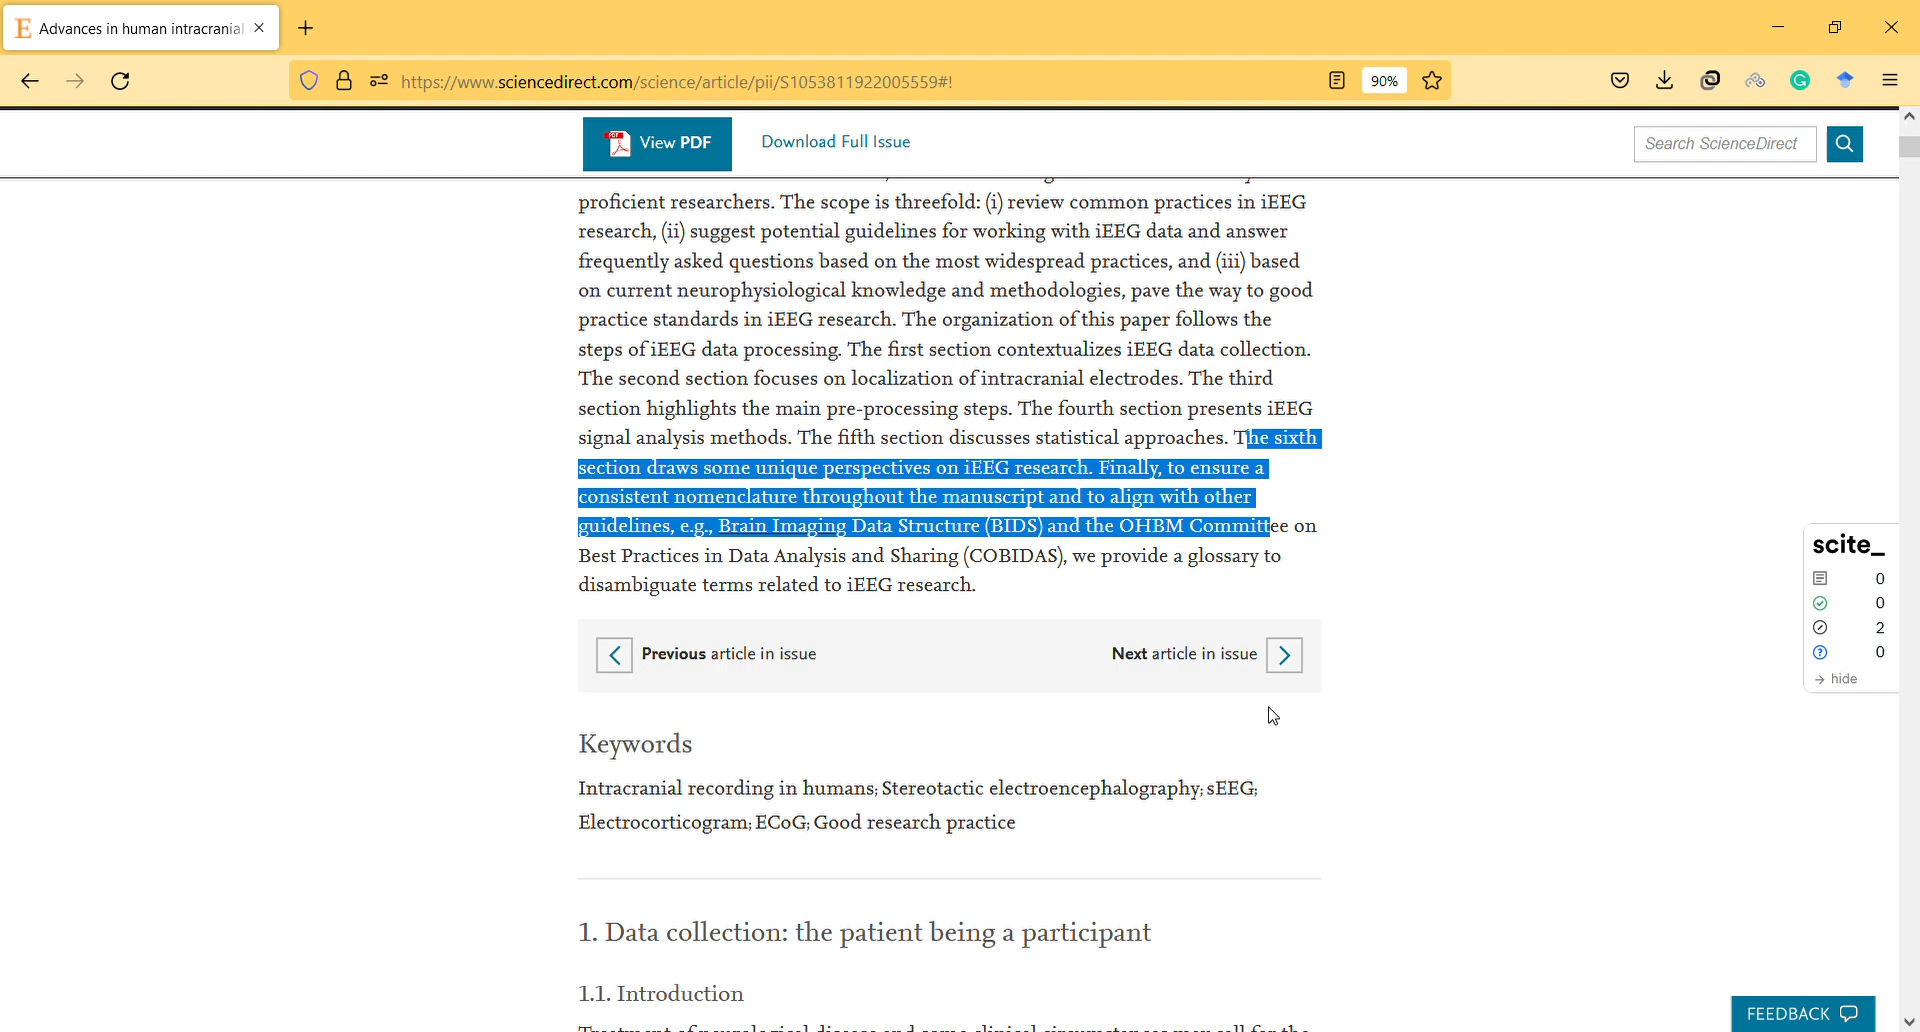 Advances in human intracranial
https://www.sciencedirect.com/science/article/pii/S1053811922005559#!
90%
View PDF
Download Full Issue
Search ScienceDirect
proficient researchers. The scope is threefold: (i) review common practices in iEEG
research, (ii) suggest potential guidelines for working with iEEG data and answer
frequently asked questions based on the most widespread practices, and (iii) based
on current neurophysiological knowledge and methodologies, pave the way to good
practice standards in iEEG research. The organization of this paper follows the
steps of iEEG data processing. The first section contextualizes iEEG data collection.
The second section focuses on localization of intracranial electrodes. The third
section highlights the main pre-processing steps. The fourth section presents iEEG
signal analysis methods. The fifth section discusses statistical approaches. The sixth
section draws some unique perspectives on iEEG research. Finally, to ensure a
consistent nomenclature throughout the manuscript and to align with other
guidelines, e.g., Brain Imaging Data Structure (BIDS) and the OHBM Committee on
Best Practices in Data Analysis and Sharing (COBIDAS), we provide a glossary to
disambiguate terms related to iEEG research.
Previous article in issue
Next article in issue
Keywords
Intracranial recording in humans; Stereotactic electroencephalography; sEEG;
Electrocorticogram; ECoG; Good research practice
1. Data collection: the patient being a participant
1.1. Introduction
scite_
0
0
2
0
hide
FEEDBACK